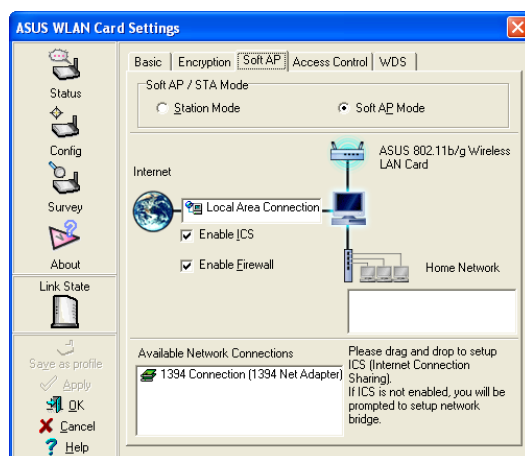 ASUS WLAN Card Settings
Status
Config
Survey
About
Link State
Save as profile
Apply
OK
Cancel
Help
Basic
Encryption
Soft AP
Access Control
WDS
Soft AP / STA Mode
Station Mode
Soft AP Mode
Internet
ASUS 802.11b/g Wireless
LAN Card
Local Area Connection
Enable ICS
Enable Firewall
Home Network
Available Network Connections
1394 Connection (1394 Net Adapter)
Please drag and drop to setup
ICS (Internet Connection
Sharing).
If ICS is not enabled, you will be
prompted to setup network
bridge.